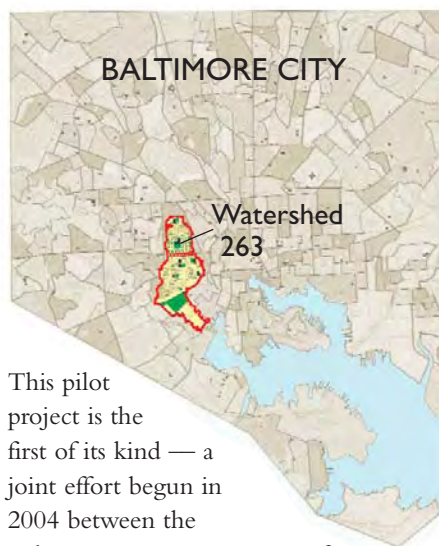 BALTIMORE CITY
Watershed
263
This pilot
project is the
first of its kind — a
joint effort begun in
2004 between the